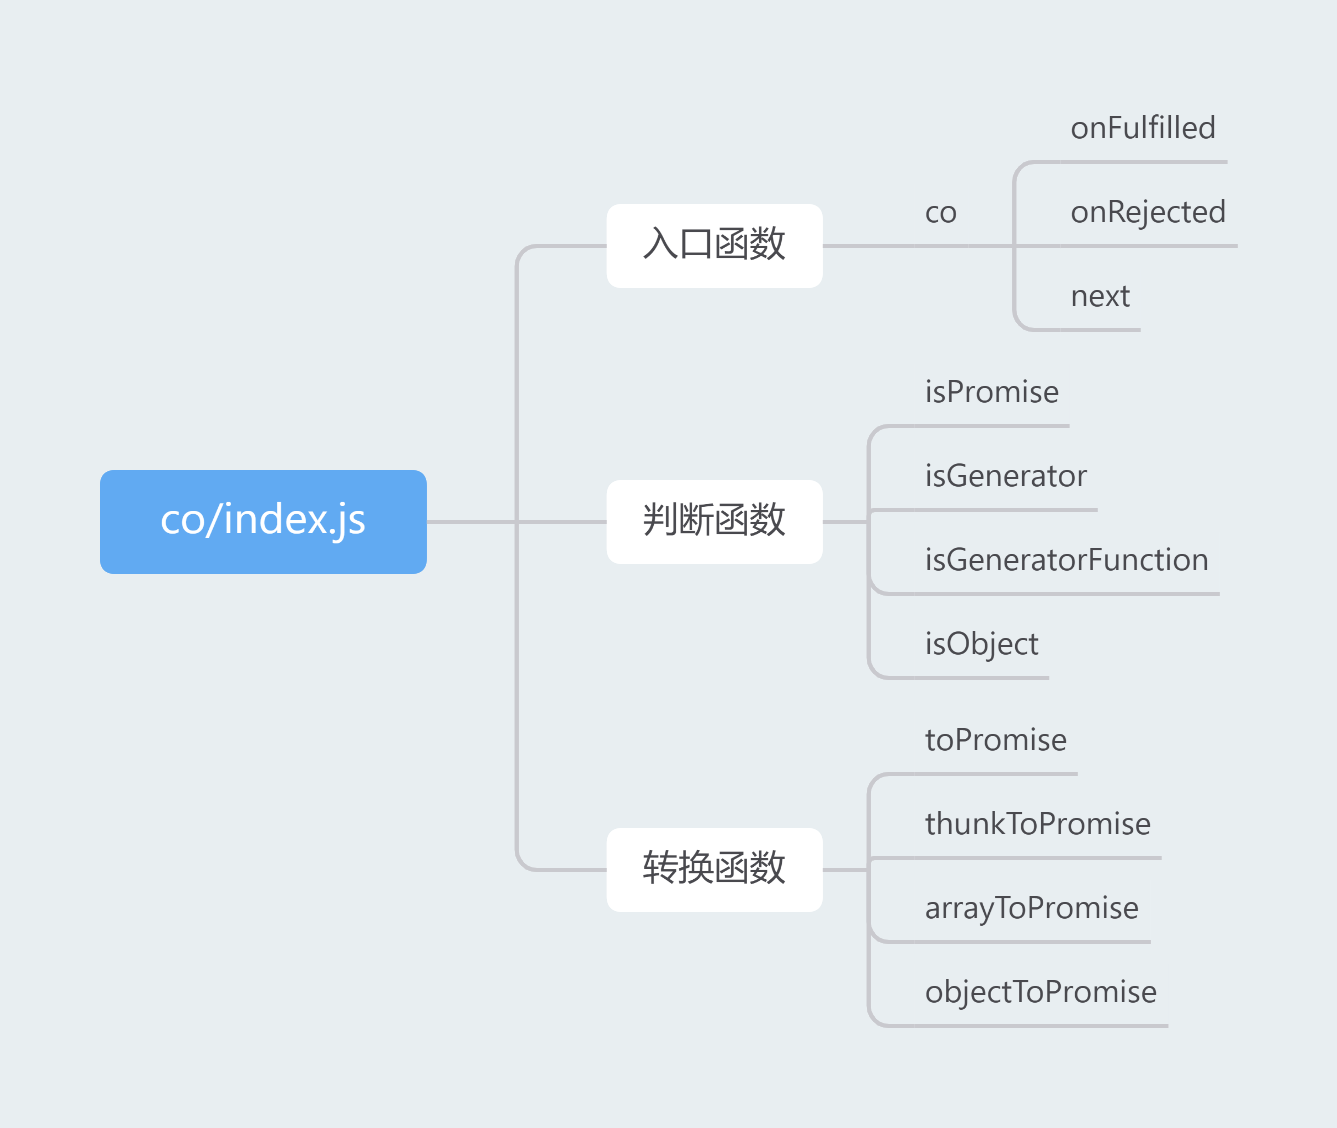 co/index.js
入口函数
co
onFulfilled
onRejected
next
判断函数
isPromise
isGenerator
isGeneratorFunction
isObject
转换函数
toPromise
thunkToPromise
arrayToPromise
objectToPromise